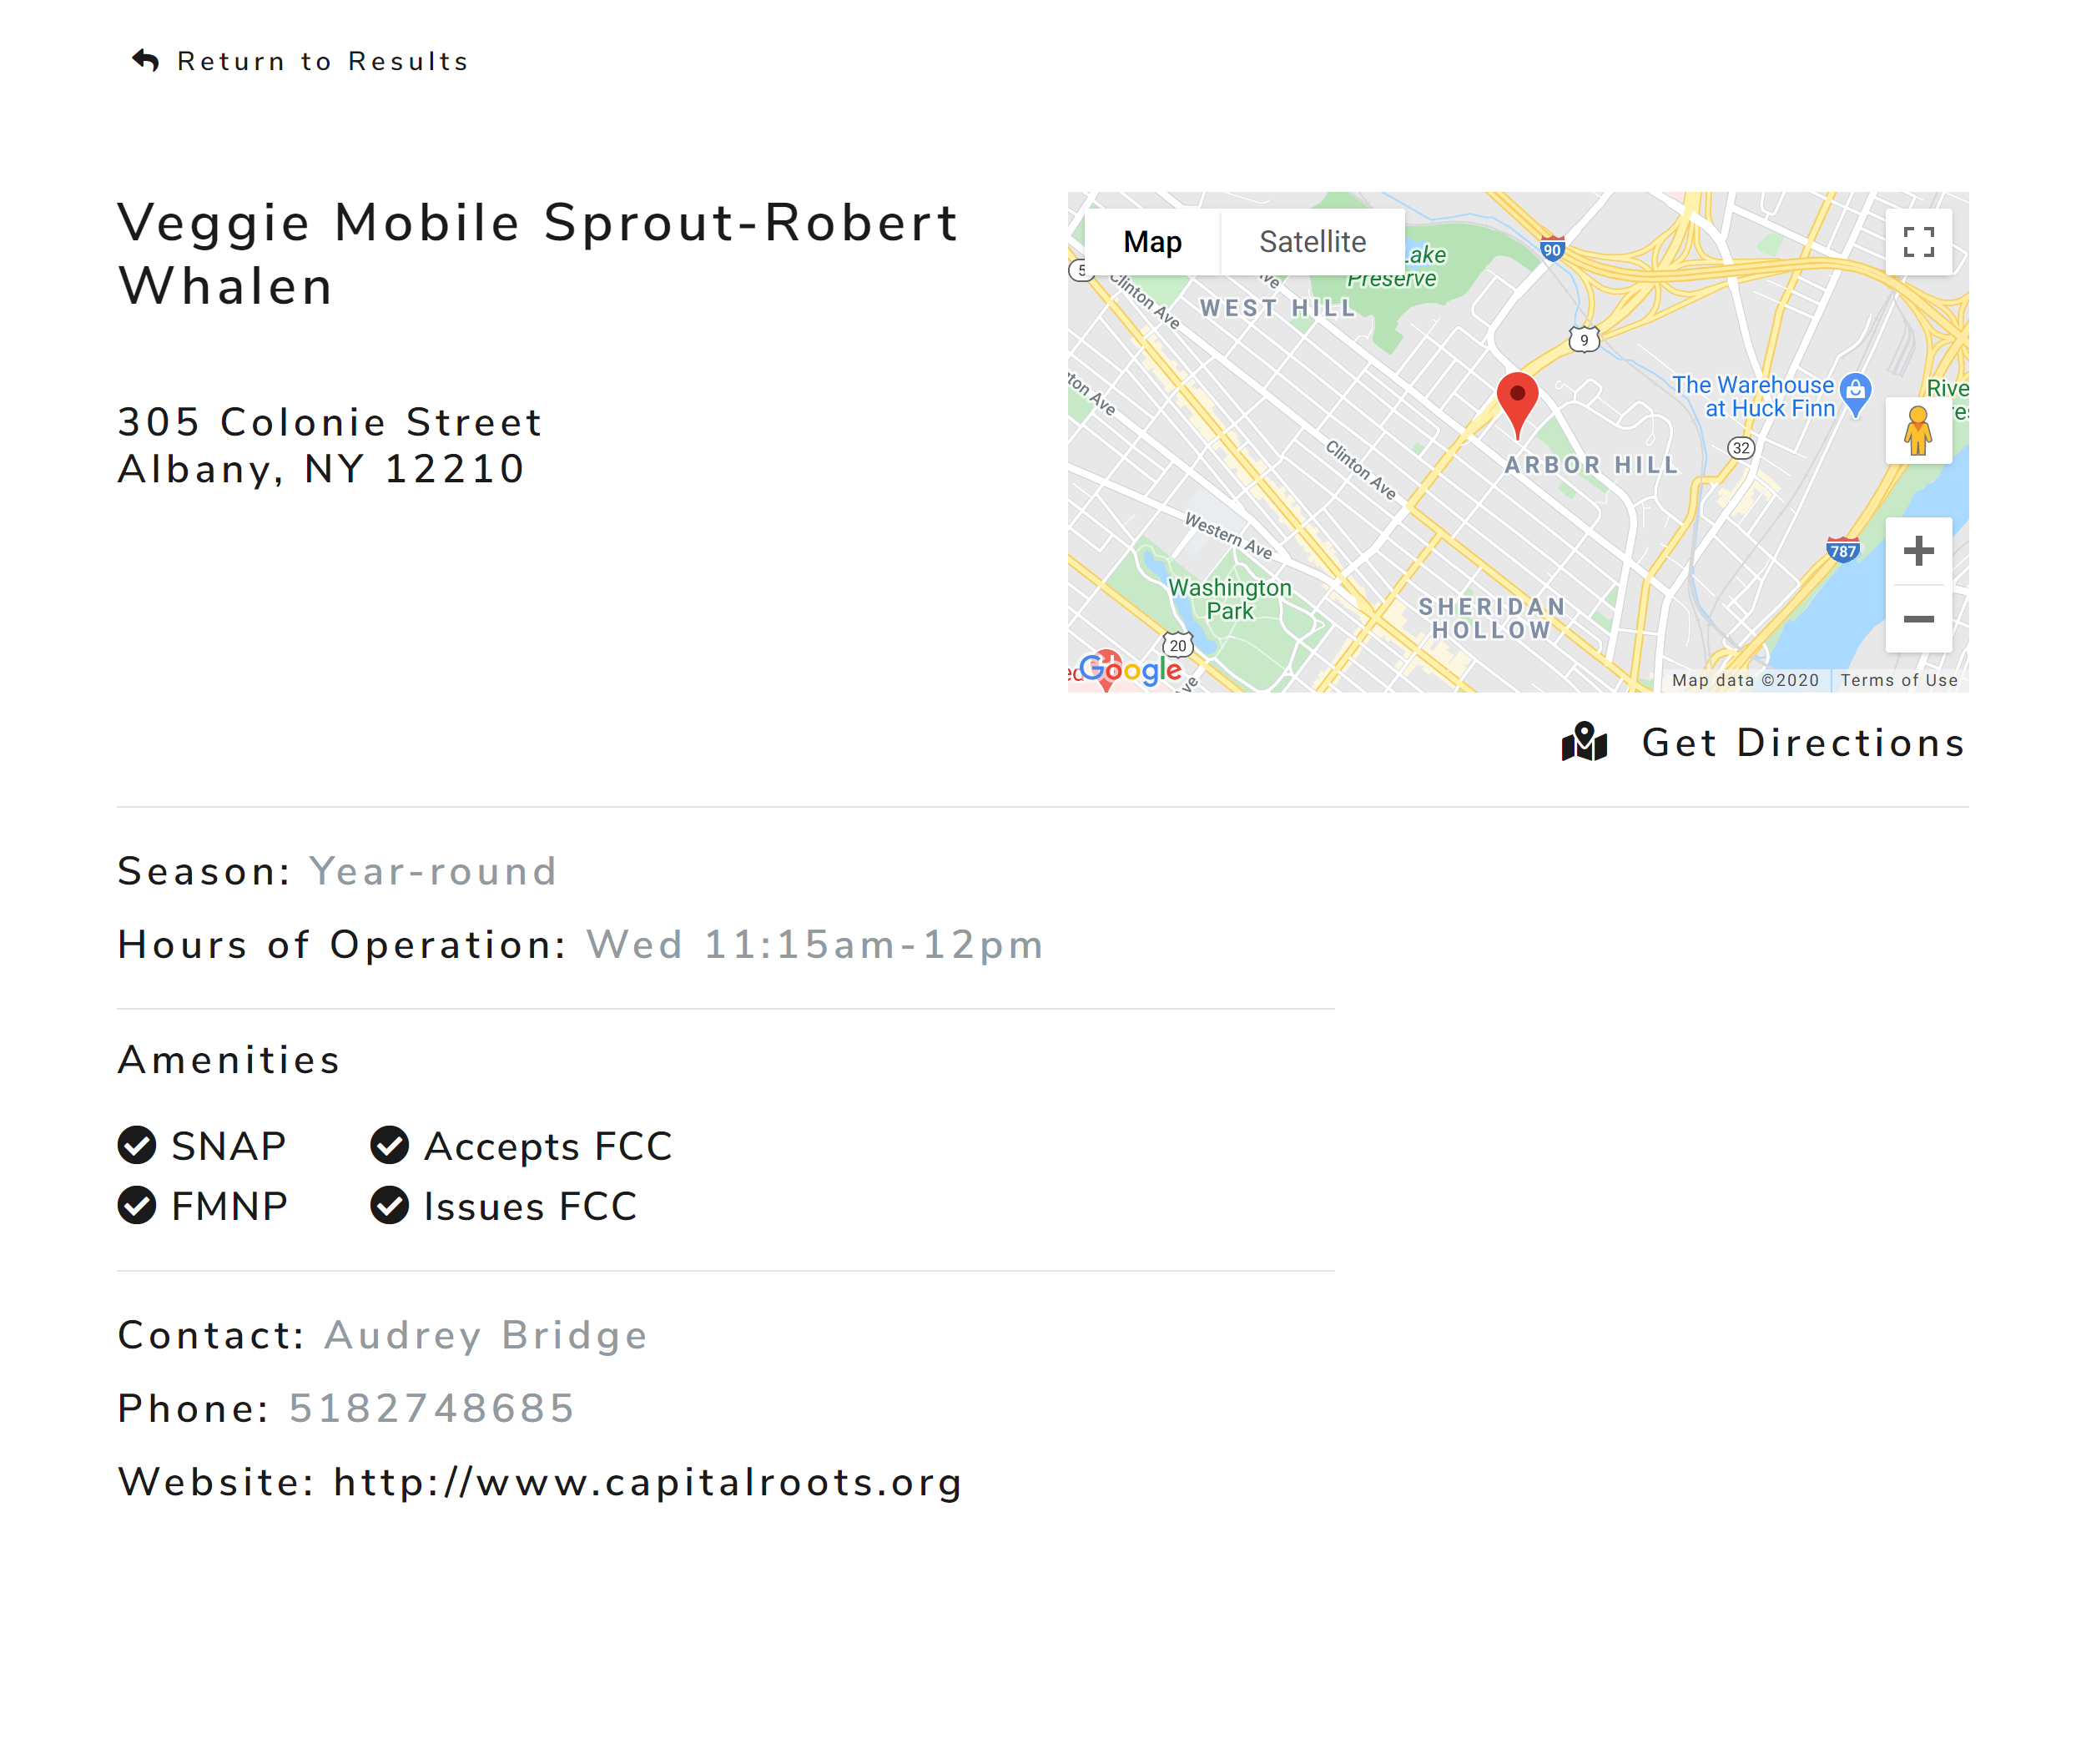 Return to Results
Veggie Mobile Sprout-Robert
Whalen
305 Colonie Street
Albany, NY 12210
Map
Satellite
90
Lake
Preserve
5
Clinton Ave
WEST HILL
9
The Warehouse
at Huck Finn
ARBOR HILL
32
Clinton Ave
Western Ave
787
Washington
Park
SHERIDAN
HOLLOW
20
Google
Map data ©2020
Terms of Use
Get Directions
Season: Year-round
Hours of Operation: Wed 11:15am-12pm
Amenities
SNAP
Accepts FCC
FMNP
Issues FCC
Contact: Audrey Bridge
Phone: 5182748685
Website: http://www.capitalroots.org